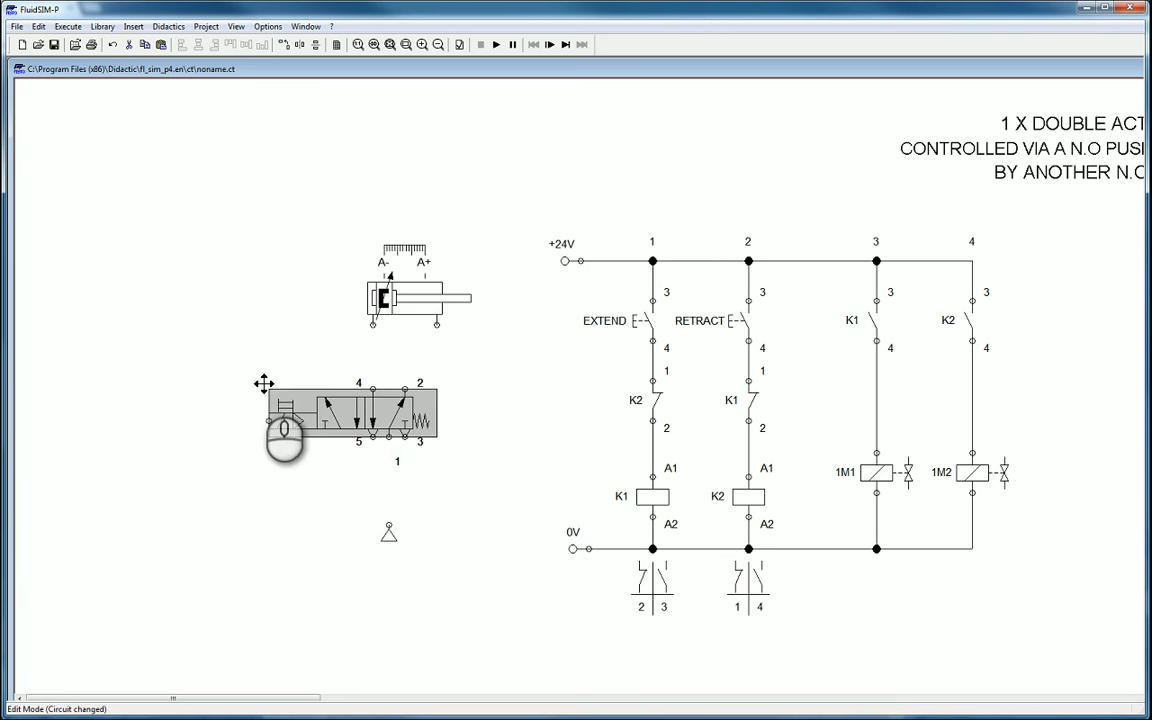 FluidSIM-P
File Edit Execute Library Insert Didactics Project View Options Window ?
C:\Program Files (x86)\Didactic\fl_sim_p4.en\ct\noname.ct
1 X DOUBLE ACT
CONTROLLED VIA A N.O PUS
BY ANOTHER N.O
+24V 1 2 3 4
A- A+
3 3 3 3
EXTEND RETRACT K1 K2
4 4 4 4
1 1
4 2
K2 K1
2 2
5 3
1
A1 A1
1M1 1M2
K1 K2
A2 A2
0V
2 3 1 4
Edit Mode (Circuit changed)